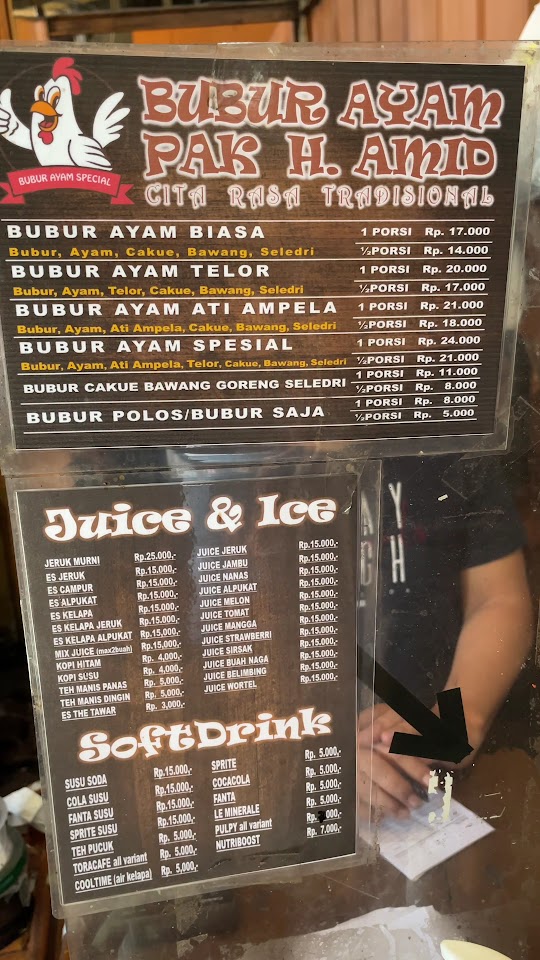 BUBUR AYAM SPECIAL
BUBUR AYAM
PAK H. AMID
CITA RASA TRADISIONAL
BUBUR AYAM BIASA 1 PORSI Rp. 17.000
Bubur, Ayam, Cakue, Bawang, Seledri ½PORSI Rp. 14.000
BUBUR AYAM TELOR 1 PORSI Rp. 20.000
Bubur, Ayam, Telor, Cakue, Bawang, Seledri ½PORSI Rp. 17.000
BUBUR AYAM ATI AMPELA 1 PORSI Rp. 21.000
Bubur, Ayam, Ati Ampela, Cakue, Bawang, Seledri ½PORSI Rp. 18.000
BUBUR AYAM SPESIAL 1 PORSI Rp. 24.000
Bubur, Ayam, Ati Ampela, Telor, Cakue, Bawang, Seledri ½PORSI Rp. 21.000
BUBUR CAKUE BAWANG GORENG SELEDRI 1 PORSI Rp. 11.000
½PORSI Rp. 8.000
BUBUR POLOS/BUBUR SAJA 1 PORSI Rp. 8.000
½PORSI Rp. 5.000
Juice & Ice
JERUK MURNI Rp.25.000,-
ES JERUK Rp.15.000,-
ES CAMPUR Rp.15.000,-
ES ALPUKAT Rp.15.000,-
ES KELAPA Rp.15.000,-
ES KELAPA JERUK Rp.15.000,-
ES KELAPA ALPUKAT Rp.15.000,-
MIX JUICE (max2buah) Rp.15.000,-
KOPI HITAM Rp. 4.000,-
KOPI SUSU Rp. 4.000,-
TEH MANIS PANAS Rp. 5.000,-
TEH MANIS DINGIN Rp. 5.000,-
ES THE TAWAR Rp. 3.000,-
JUICE JERUK Rp.15.000,-
JUICE JAMBU Rp.15.000,-
JUICE NANAS Rp.15.000,-
JUICE ALPUKAT Rp.15.000,-
JUICE MELON Rp.15.000,-
JUICE TOMAT Rp.15.000,-
JUICE MANGGA Rp.15.000,-
JUICE STRAWBERRI Rp.15.000,-
JUICE SIRSAK Rp.15.000,-
JUICE BUAH NAGA Rp.15.000,-
JUICE BELIMBING Rp.15.000,-
JUICE WORTEL Rp.15.000,-
SoftDrink
SUSU SODA Rp.15.000,-
COLA SUSU Rp.15.000,-
FANTA SUSU Rp.15.000,-
SPRITE SUSU Rp.15.000,-
TEH PUCUK Rp. 5.000,-
TORACAFE all variant Rp. 5.000,-
COOLTIME (air kelapa) Rp. 5.000,-
SPRITE Rp. 5.000,-
COCACOLA Rp. 5.000,-
FANTA Rp. 5.000,-
LE MINERALE Rp. 5.000,-
PULPY all variant Rp.
NUTRIBOOST Rp. 7.000,-